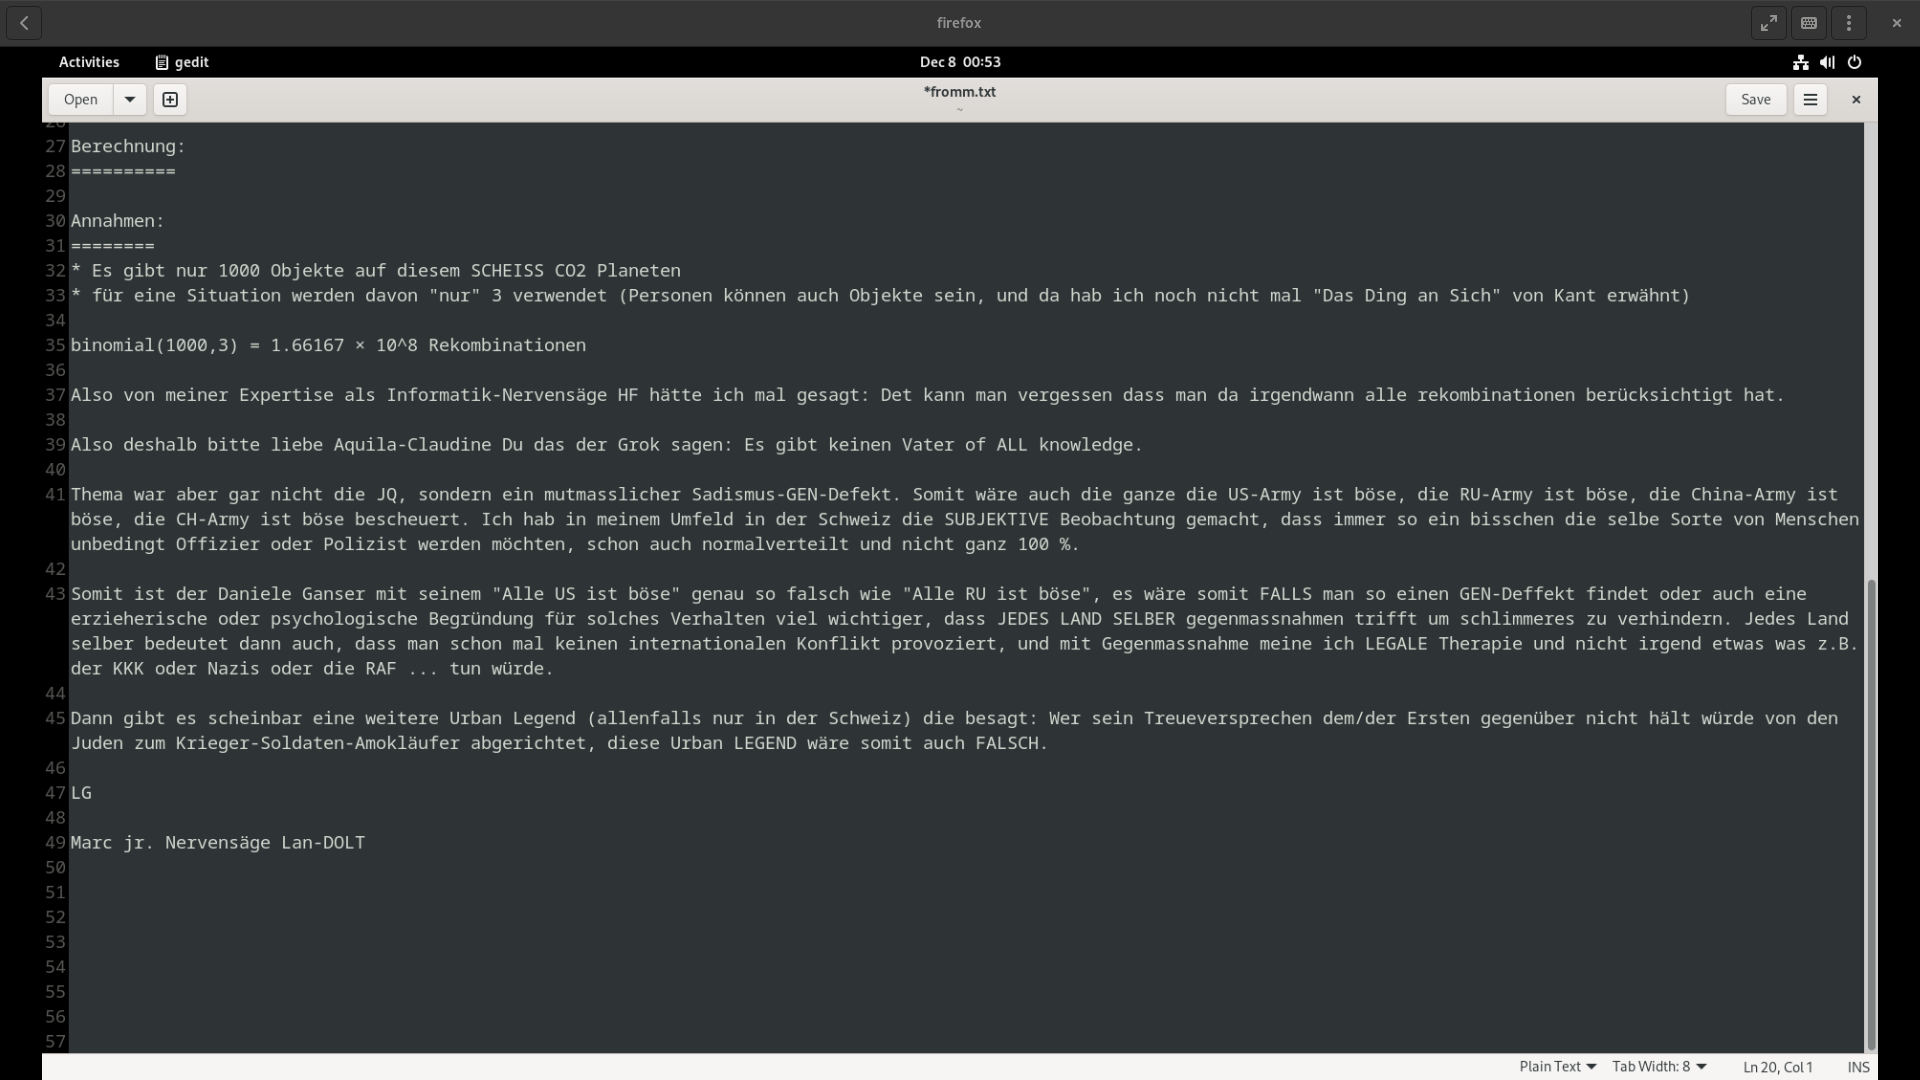 firefox
Activities
gedit
Dec 8 00:53
Open
*fromm.txt
~
Save
27 Berechnung:
28 ==========
29
30 Annahmen:
31 ========
32 * Es gibt nur 1000 Objekte auf diesem SCHEISS CO2 Planeten
33 * für eine Situation werden davon "nur" 3 verwendet (Personen können auch Objekte sein, und da hab ich noch nicht mal "Das Ding an Sich" von Kant erwähnt)
34
35 binomial(1000,3) = 1.66167 × 10^8 Rekombinationen
36
37 Also von meiner Expertise als Informatik-Nervensäge HF hätte ich mal gesagt: Det kann man vergessen dass man da irgendwann alle rekombinationen berücksichtigt hat.
38
39 Also deshalb bitte liebe Aquila-Claudine Du das der Grok sagen: Es gibt keinen Vater of ALL knowledge.
40
41 Thema war aber gar nicht die JQ, sondern ein mutmasslicher Sadismus-GEN-Defekt. Somit wäre auch die ganze die US-Army ist böse, die RU-Army ist böse, die China-Army ist
böse, die CH-Army ist böse bescheuert. Ich hab in meinem Umfeld in der Schweiz die SUBJEKTIVE Beobachtung gemacht, dass immer so ein bisschen die selbe Sorte von Menschen
unbedingt Offizier oder Polizist werden möchten, schon auch normalverteilt und nicht ganz 100 %.
42
43 Somit ist der Daniele Ganser mit seinem "Alle US ist böse" genau so falsch wie "Alle RU ist böse", es wäre somit FALLS man so einen GEN-Deffekt findet oder auch eine
erzieherische oder psychologische Begründung für solches Verhalten viel wichtiger, dass JEDES LAND SELBER gegenmassnahmen trifft um schlimmeres zu verhindern. Jedes Land
selber bedeutet dann auch, dass man schon mal keinen internationalen Konflikt provoziert, und mit Gegenmassnahme meine ich LEGALE Therapie und nicht irgend etwas was z.B.
der KKK oder Nazis oder die RAF ... tun würde.
44
45 Dann gibt es scheinbar eine weitere Urban Legend (allenfalls nur in der Schweiz) die besagt: Wer sein Treueversprechen dem/der Ersten gegenüber nicht hält würde von den
Juden zum Krieger-Soldaten-Amokläufer abgerichtet, diese Urban LEGEND wäre somit auch FALSCH.
46
47 LG
48
49 Marc jr. Nervensäge Lan-DOLT
50
51
52
53
54
55
56
57
Plain Text
Tab Width: 8
Ln 20, Col 1
INS